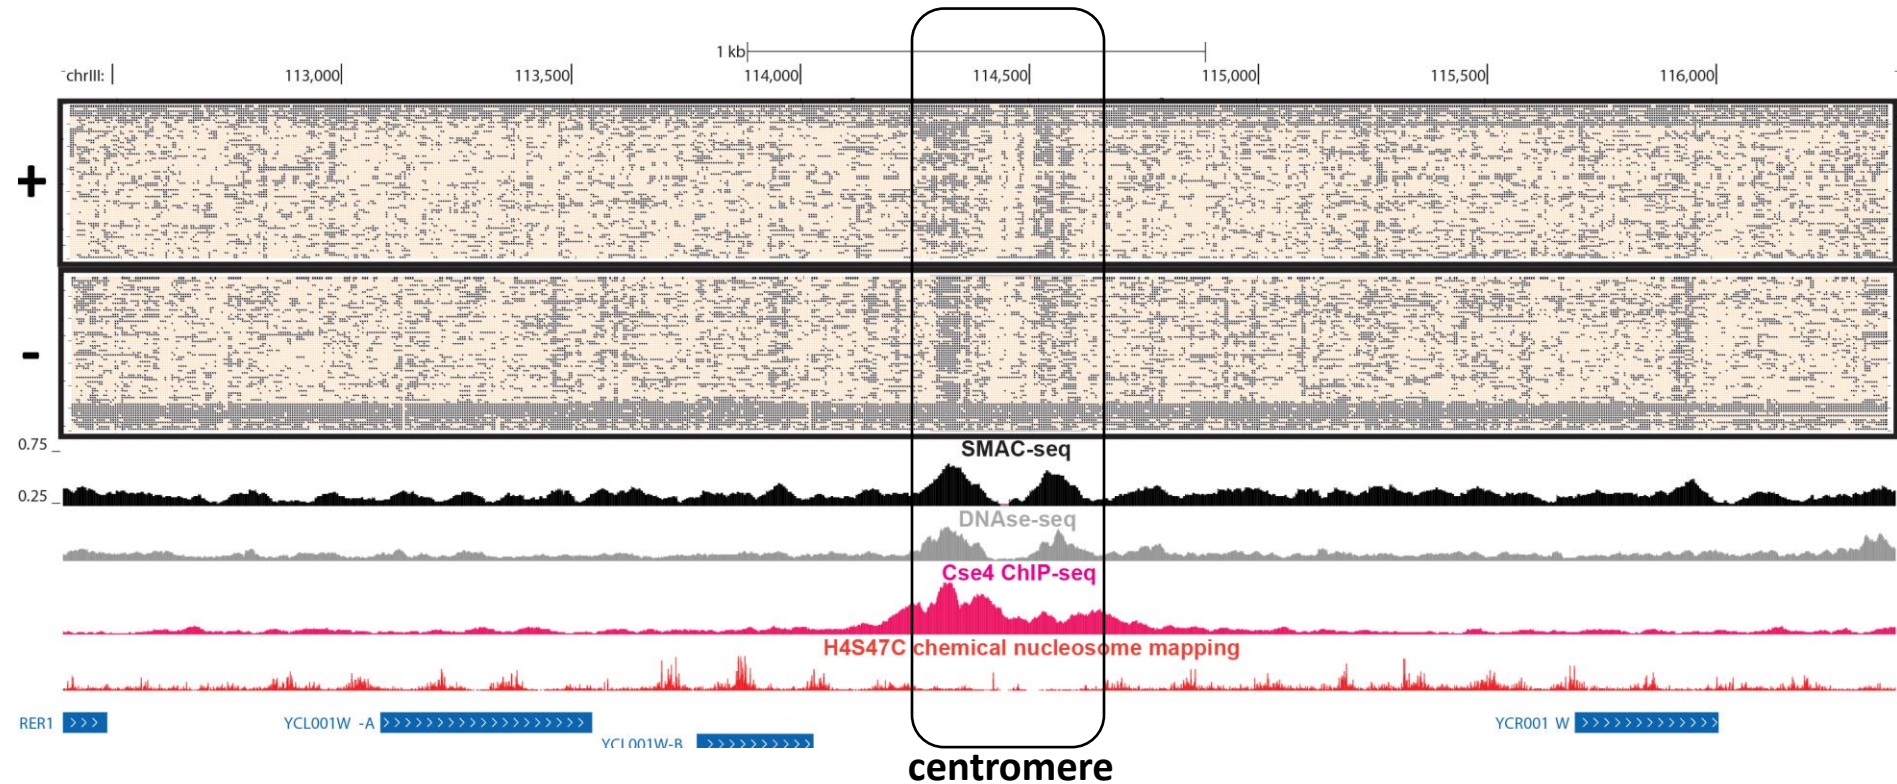 1 kb
chrIII:
113,000
113,500
114,000
114,500
115,000
115,500
116,000
+
-
0.75
SMAC-seq
0.25
DNAse-seq
Cse4 ChIP-seq
H4S47C chemical nucleosome mapping
RER1
YCL001W -A
YCR001 W
YCL001W-B
centromere